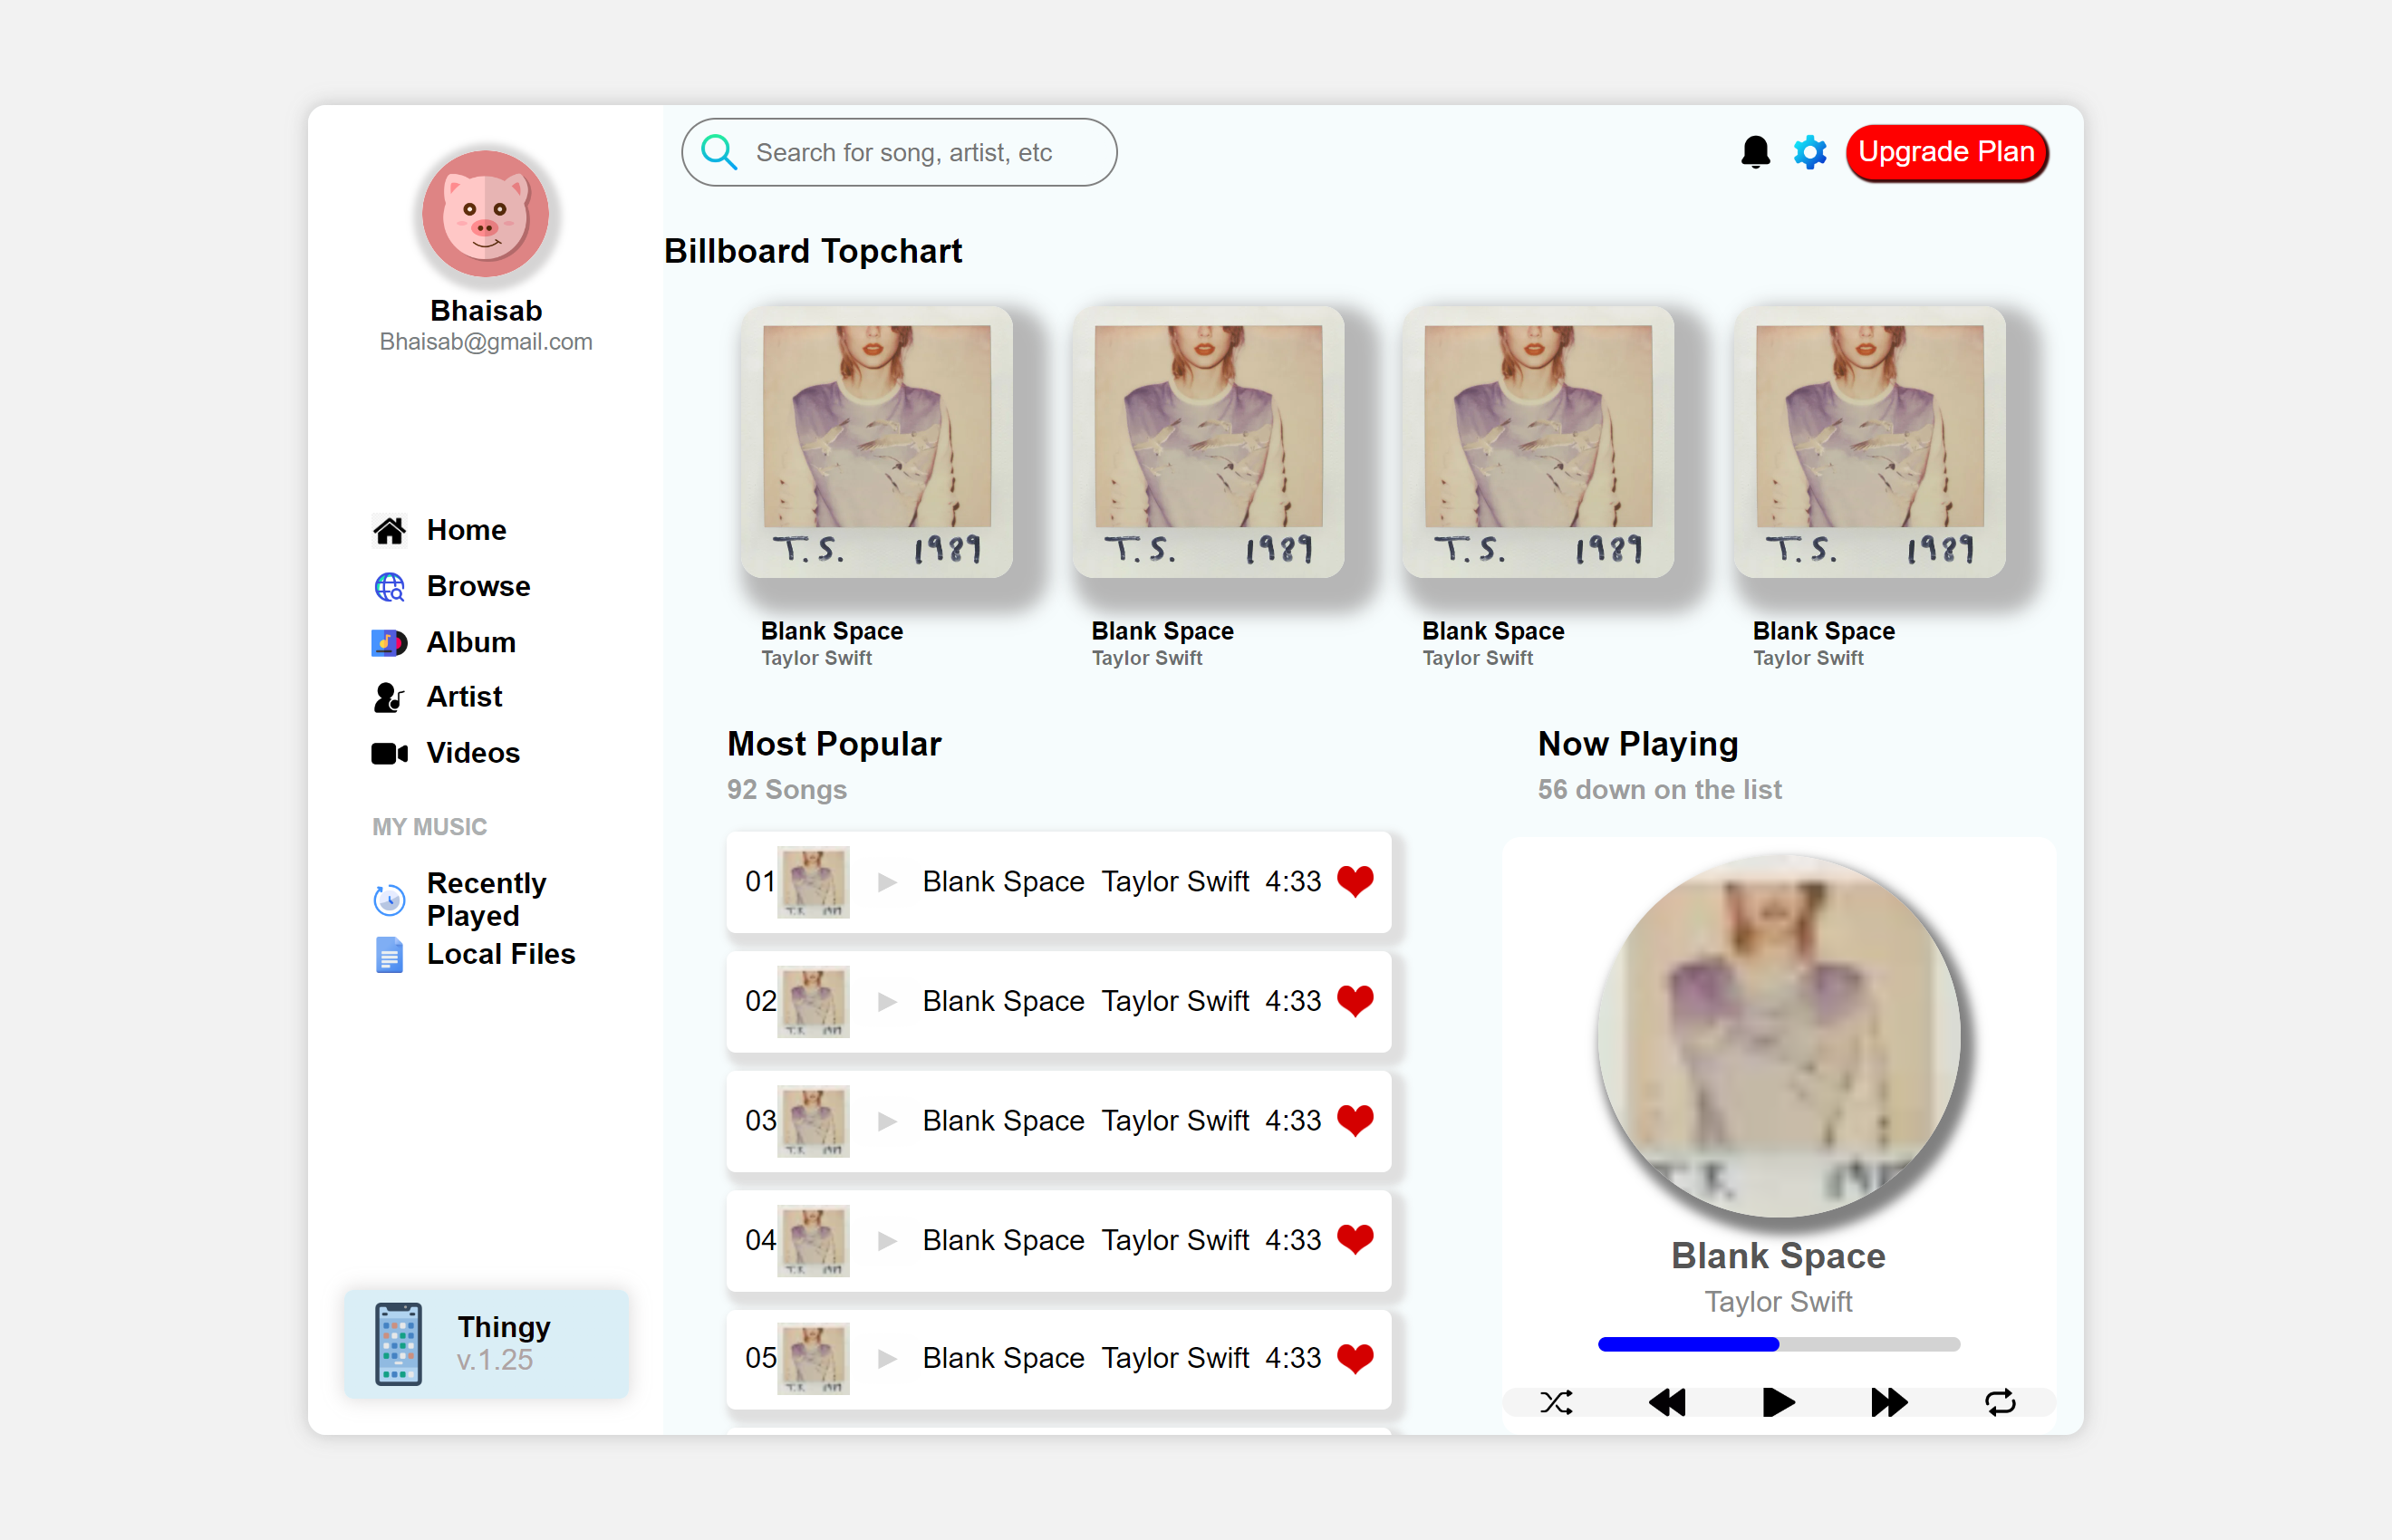 Search for song, artist, etc
Upgrade Plan
Bhaisab
Bhaisab@gmail.com
Home
Browse
Album
Artist
Videos
MY MUSIC
Recently
Played
Local Files
Thingy
v.1.25
Billboard Topchart
T.S. 1989
T.S. 1989
T.S. 1989
T.S. 1989
Blank Space
Taylor Swift
Blank Space
Taylor Swift
Blank Space
Taylor Swift
Blank Space
Taylor Swift
Most Popular
92 Songs
01 Blank Space Taylor Swift 4:33
02 Blank Space Taylor Swift 4:33
03 Blank Space Taylor Swift 4:33
04 Blank Space Taylor Swift 4:33
05 Blank Space Taylor Swift 4:33
Now Playing
56 down on the list
Blank Space
Taylor Swift